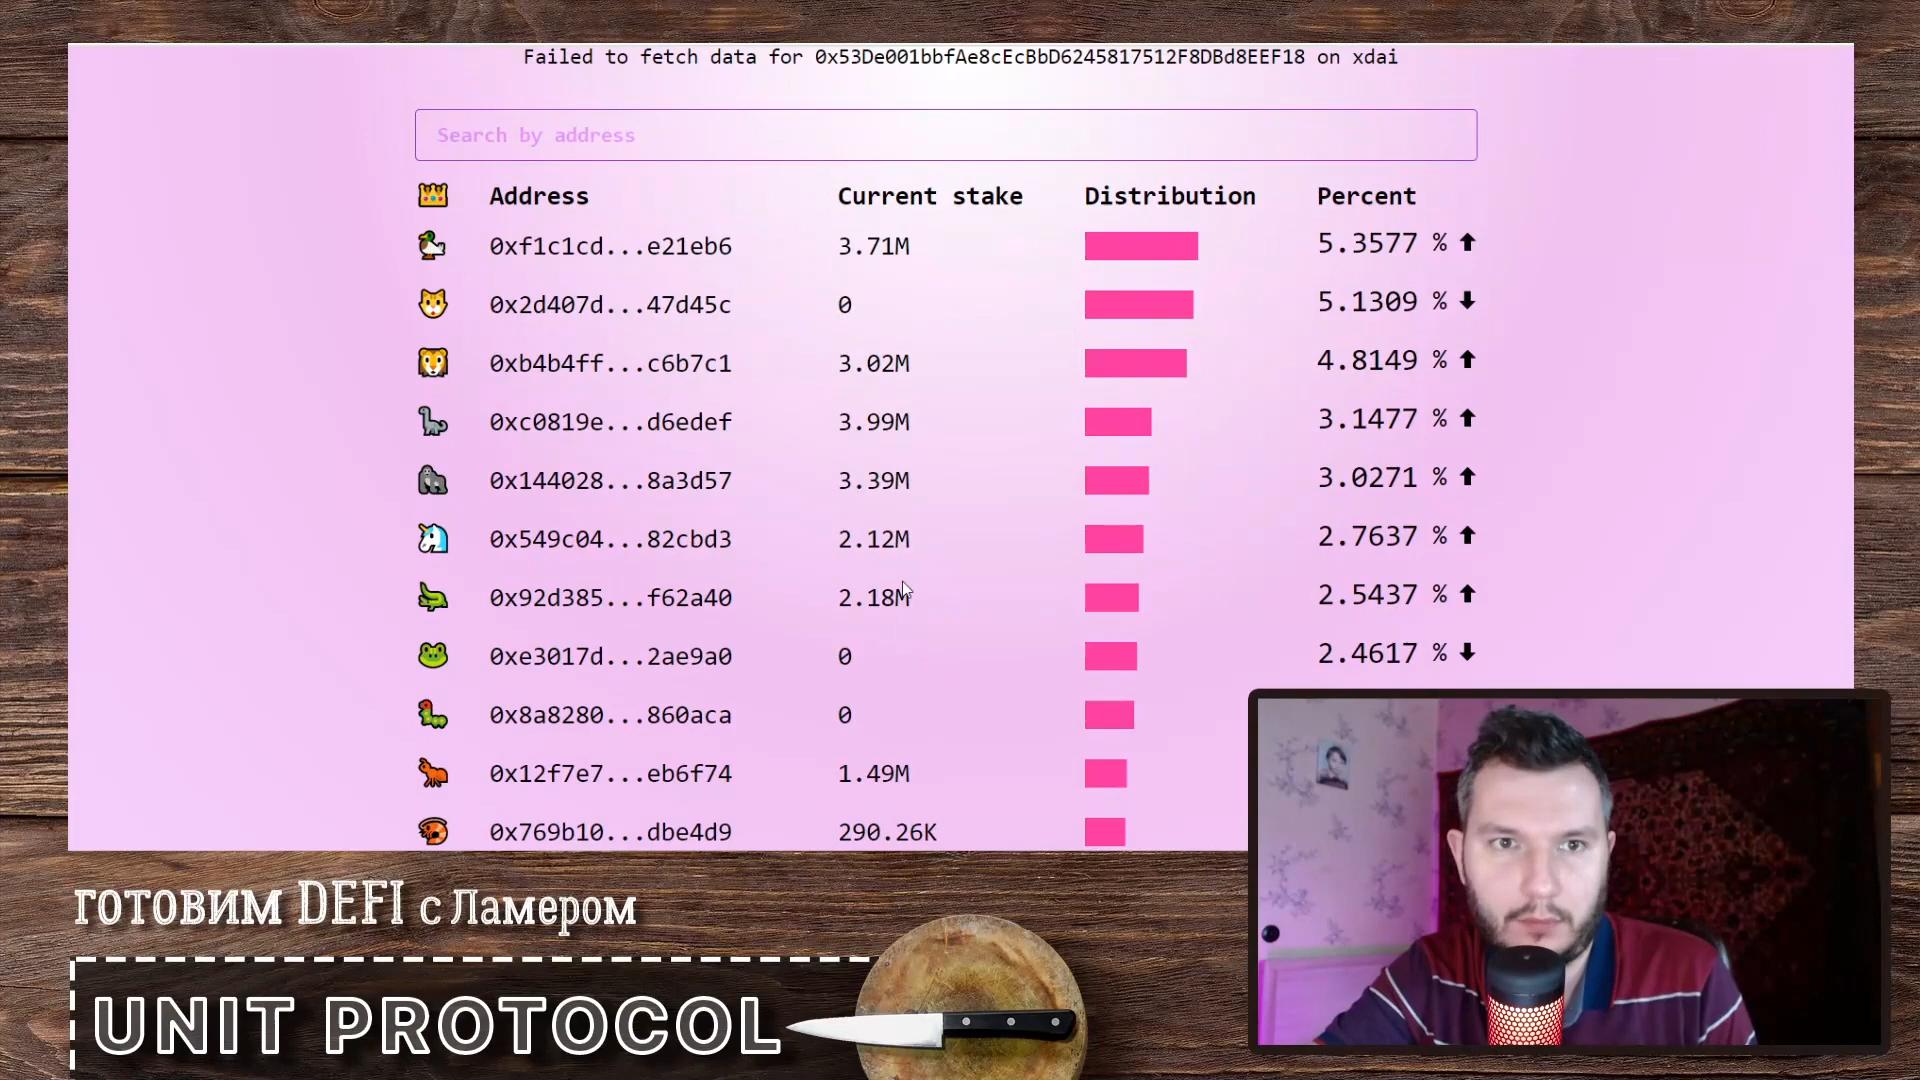 Failed to fetch data for 0x53De001bbfAe8cEcBbD6245817512F8DBd8EEF18 on xdai
Search by address
Address Current stake Distribution Percent
0xf1c1cd...e21eb6 3.71M 5.3577 %
0x2d407d...47d45c 0 5.1309 %
0xb4b4ff...c6b7c1 3.02M 4.8149 %
0xc0819e...d6edef 3.99M 3.1477 %
0x144028...8a3d57 3.39M 3.0271 %
0x549c04...82cbd3 2.12M 2.7637 %
0x92d385...f62a40 2.18M 2.5437 %
0xe3017d...2ae9a0 0 2.4617 %
0x8a8280...860aca 0
0x12f7e7...eb6f74 1.49M
0x769b10...dbe4d9 290.26K
готовим DEFI с Ламером
UNIT PROTOCOL